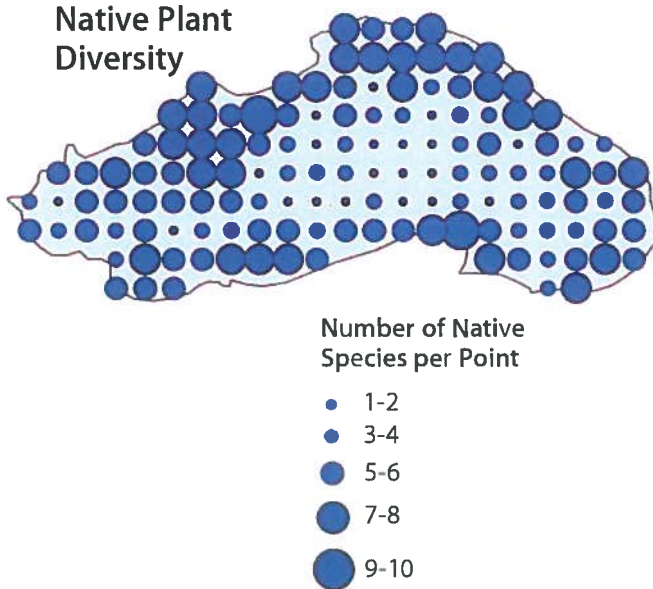 Native Plant
Diversity
Number of Native
Species per Point
1-2
3-4
5-6
7-8
9-10